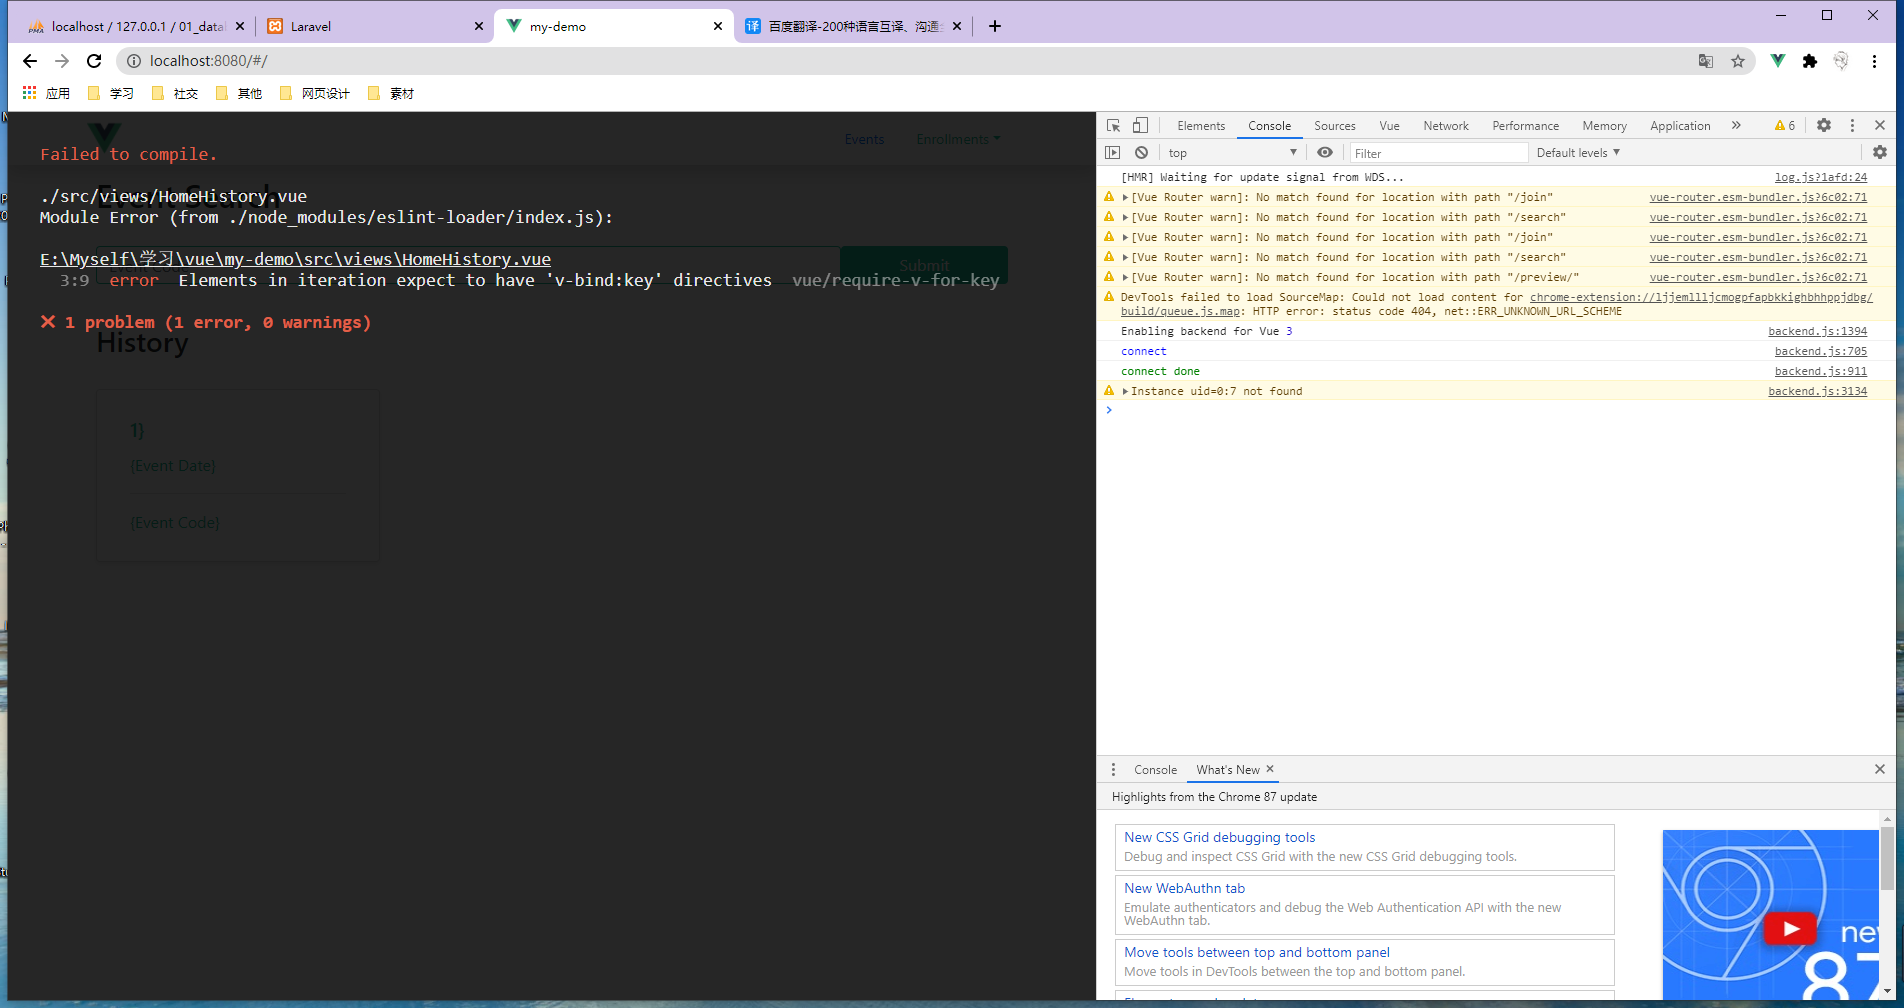 localhost / 127.0.0.1 / 01_data
Laravel
my-demo
百度翻译-200种语言互译、沟通
localhost:8080/#/
应用
学习
社交
其他
网页设计
素材
Events
Enrollments
Failed to compile.
./src/views/HomeHistory.vue
Event Search
Module Error (from ./node_modules/eslint-loader/index.js):
E:\Myself\学习\vue\my-demo\src\views\HomeHistory.vue
Submit
3:9 error Elements in iteration expect to have 'v-bind:key' directives vue/require-v-for-key
✕ 1 problem (1 error, 0 warnings)
History
1}
{Event Date}
{Event Code}
Elements Console Sources Vue Network Performance Memory Application » 6
top Filter Default levels
[HMR] Waiting for update signal from WDS... log.js?1afd:24
[Vue Router warn]: No match found for location with path "/join" vue-router.esm-bundler.js?6c02:71
[Vue Router warn]: No match found for location with path "/search" vue-router.esm-bundler.js?6c02:71
[Vue Router warn]: No match found for location with path "/join" vue-router.esm-bundler.js?6c02:71
[Vue Router warn]: No match found for location with path "/search" vue-router.esm-bundler.js?6c02:71
[Vue Router warn]: No match found for location with path "/preview/" vue-router.esm-bundler.js?6c02:71
DevTools failed to load SourceMap: Could not load content for chrome-extension://ljjemllljcmogpfapbkkighbhhppjdbg/
build/queue.js.map: HTTP error: status code 404, net::ERR_UNKNOWN_URL_SCHEME
Enabling backend for Vue 3 backend.js:1394
connect backend.js:705
connect done backend.js:911
Instance uid=0:7 not found backend.js:3134
Console What's New
Highlights from the Chrome 87 update
New CSS Grid debugging tools
Debug and inspect CSS Grid with the new CSS Grid debugging tools.
New WebAuthn tab
Emulate authenticators and debug the Web Authentication API with the new
WebAuthn tab.
Move tools between top and bottom panel
Move tools in DevTools between the top and bottom panel.
new
87